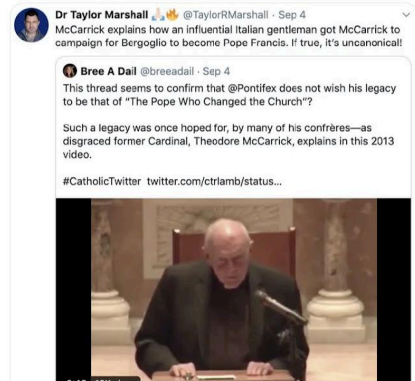 Dr Taylor Marshall 🙏🏻🔥 @TaylorRMarshall · Sep 4
McCarrick explains how an influential Italian gentleman got McCarrick to
campaign for Bergoglio to become Pope Francis. If true, it's uncanonical!
Bree A Dail @breeadail · Sep 4
This thread seems to confirm that @Pontifex does not wish his legacy
to be that of "The Pope Who Changed the Church"?
Such a legacy was once hoped for, by many of his confrères—as
disgraced former Cardinal, Theodore McCarrick, explains in this 2013
video.
#CatholicTwitter twitter.com/ctrlamb/status...